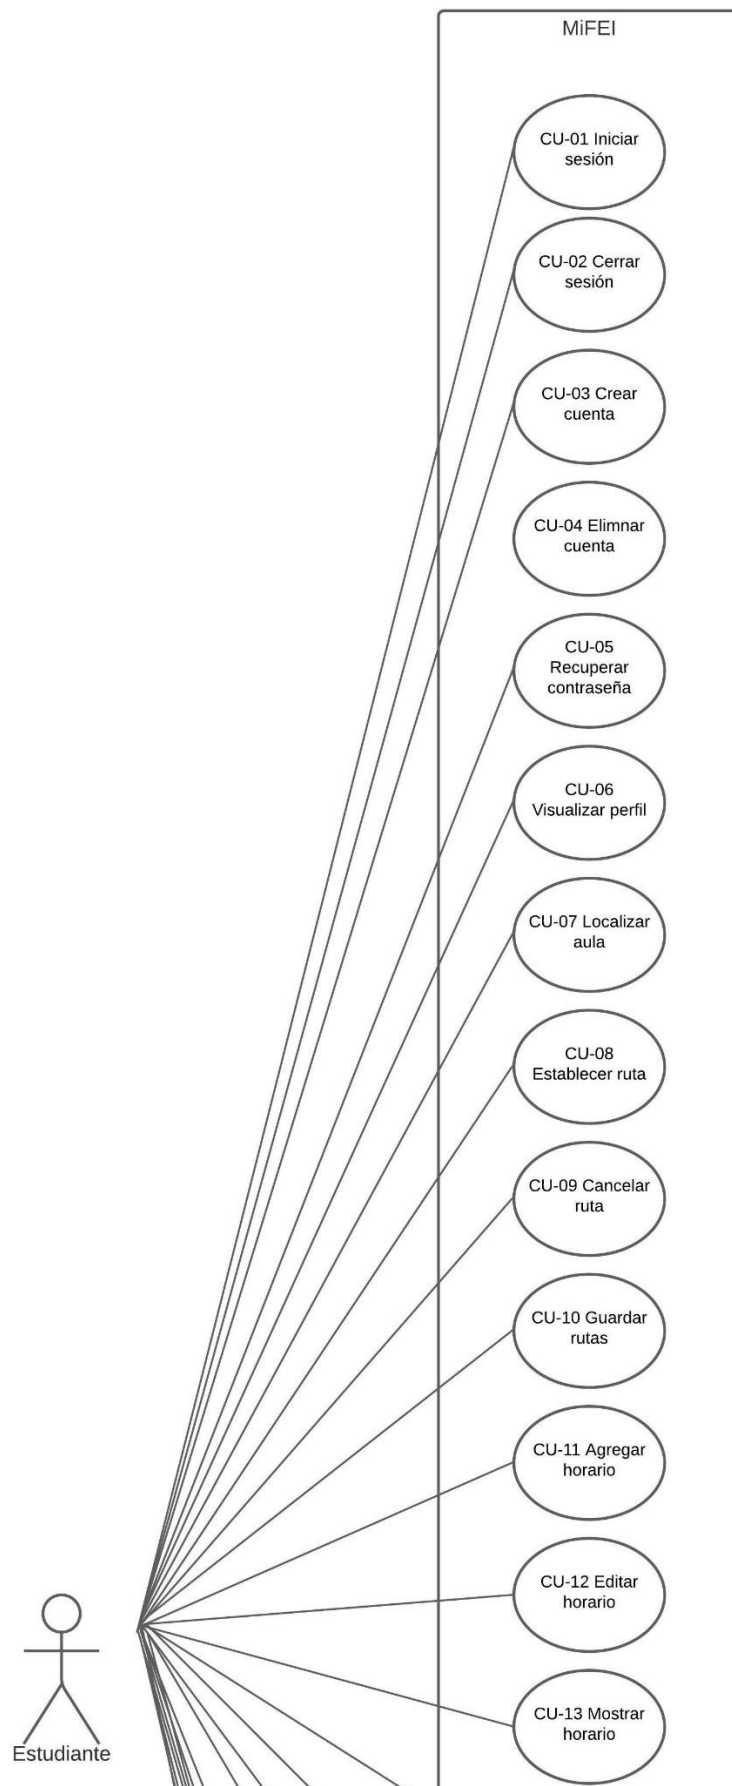 MiFEI
CU-01 Iniciar
sesión
CU-02 Cerrar
sesión
CU-03 Crear
cuenta
CU-04 Elimnar
cuenta
CU-05
Recuperar
contraseña
CU-06
Visualizar perfil
CU-07 Localizar
aula
CU-08
Establecer ruta
CU-09 Cancelar
ruta
CU-10 Guardar
rutas
CU-11 Agregar
horario
CU-12 Editar
horario
CU-13 Mostrar
horario
Estudiante